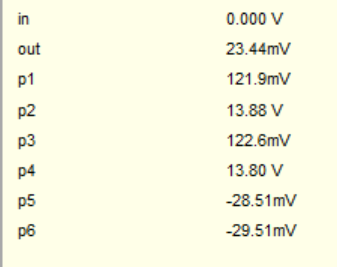 in 0.000 V
out 23.44mV
p1 121.9mV
p2 13.88 V
p3 122.6mV
p4 13.80 V
p5 -28.51mV
p6 -29.51mV